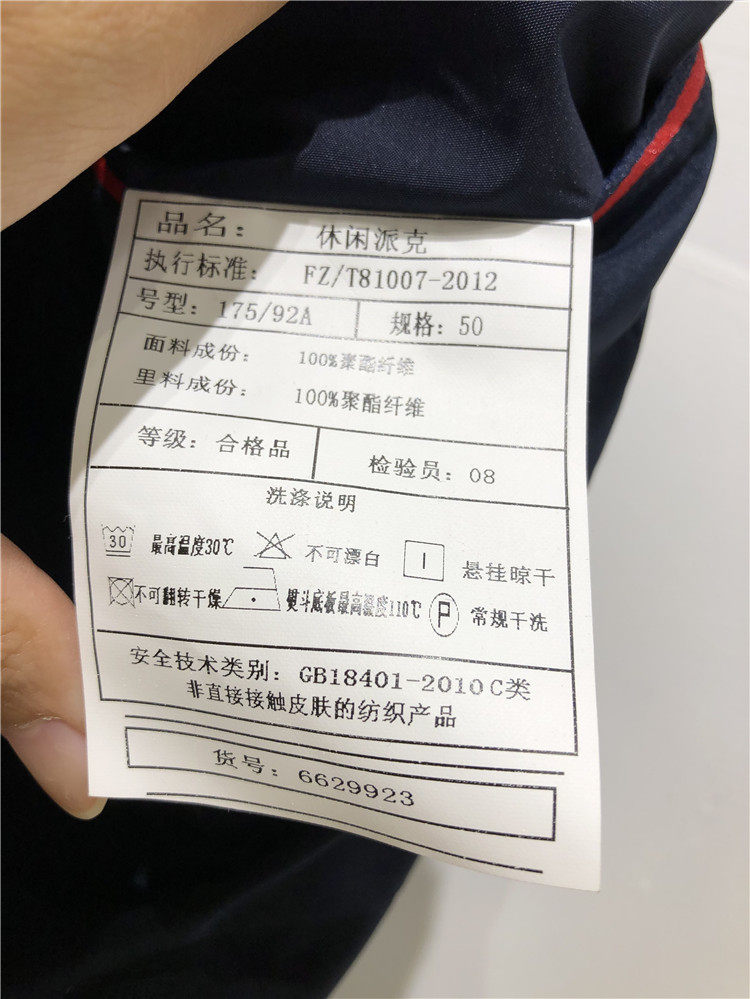 品名： 休闲派克
执行标准： FZ/T81007-2012
号型：175/92A 规格：50
面料成份： 100%聚酯纤维
里料成份： 100%聚酯纤维
等级：合格品 检验员：08
洗涤说明
30 最高温度30℃ 不可漂白 悬挂晾干
不可翻转干燥 熨斗底板最高温度110℃ P 常规干洗
安全技术类别：GB18401-2010C类
非直接接触皮肤的纺织产品
货号：6629923